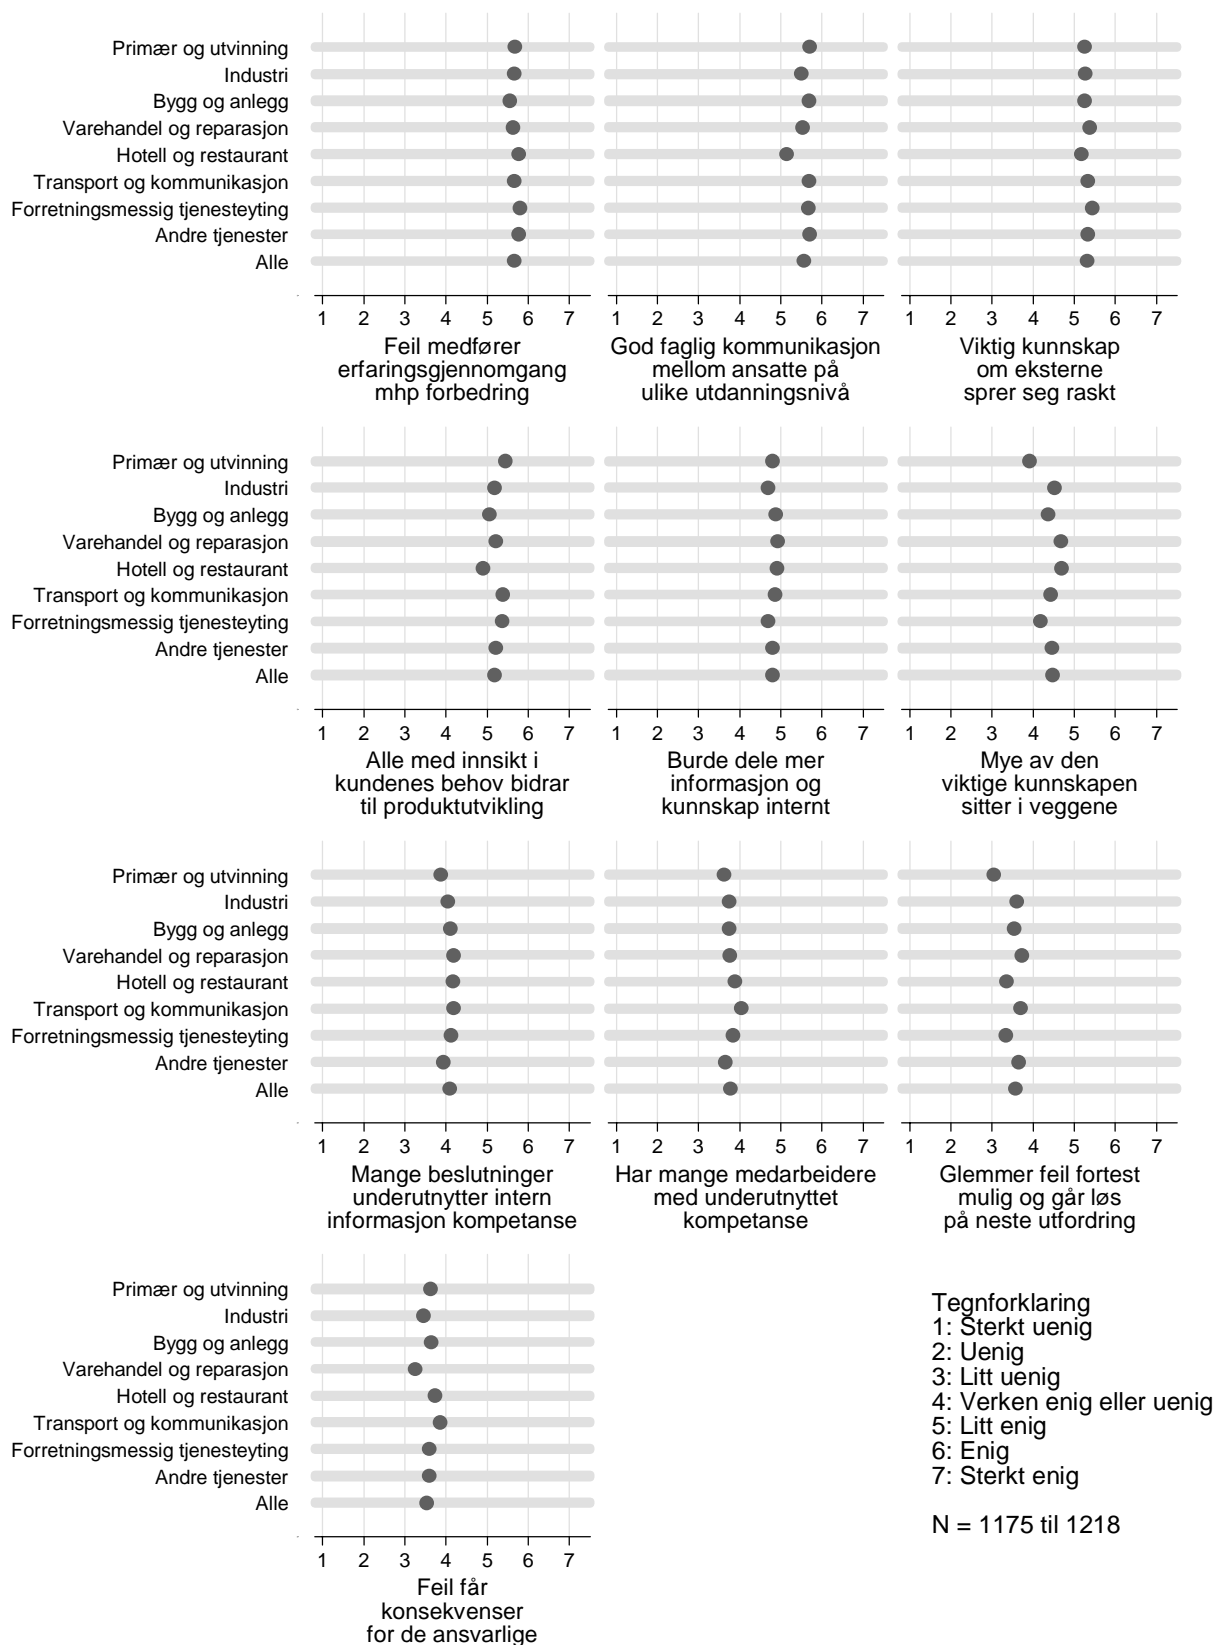 Primær og utvinning
Industri
Bygg og anlegg
Varehandel og reparasjon
Hotell og restaurant
Transport og kommunikasjon
Forretningsmessig tjenesteyting
Andre tjenester
Alle
1 2 3 4 5 6 7
Feil medfører
erfaringsgjennomgang
mhp forbedring
1 2 3 4 5 6 7
God faglig kommunikasjon
mellom ansatte på
ulike utdanningsnivå
1 2 3 4 5 6 7
Viktig kunnskap
om eksterne
sprer seg raskt
Primær og utvinning
Industri
Bygg og anlegg
Varehandel og reparasjon
Hotell og restaurant
Transport og kommunikasjon
Forretningsmessig tjenesteyting
Andre tjenester
Alle
1 2 3 4 5 6 7
Alle med innsikt i
kundenes behov bidrar
til produktutvikling
1 2 3 4 5 6 7
Burde dele mer
informasjon og
kunnskap internt
1 2 3 4 5 6 7
Mye av den
viktige kunnskapen
sitter i veggene
Primær og utvinning
Industri
Bygg og anlegg
Varehandel og reparasjon
Hotell og restaurant
Transport og kommunikasjon
Forretningsmessig tjenesteyting
Andre tjenester
Alle
1 2 3 4 5 6 7
Mange beslutninger
underutnytter intern
informasjon kompetanse
1 2 3 4 5 6 7
Har mange medarbeidere
med underutnyttet
kompetanse
1 2 3 4 5 6 7
Glemmer feil fortest
mulig og går løs
på neste utfordring
Primær og utvinning
Industri
Bygg og anlegg
Varehandel og reparasjon
Hotell og restaurant
Transport og kommunikasjon
Forretningsmessig tjenesteyting
Andre tjenester
Alle
1 2 3 4 5 6 7
Feil får
konsekvenser
for de ansvarlige
Tegnforklaring
1: Sterkt uenig
2: Uenig
3: Litt uenig
4: Verken enig eller uenig
5: Litt enig
6: Enig
7: Sterkt enig
N = 1175 til 1218